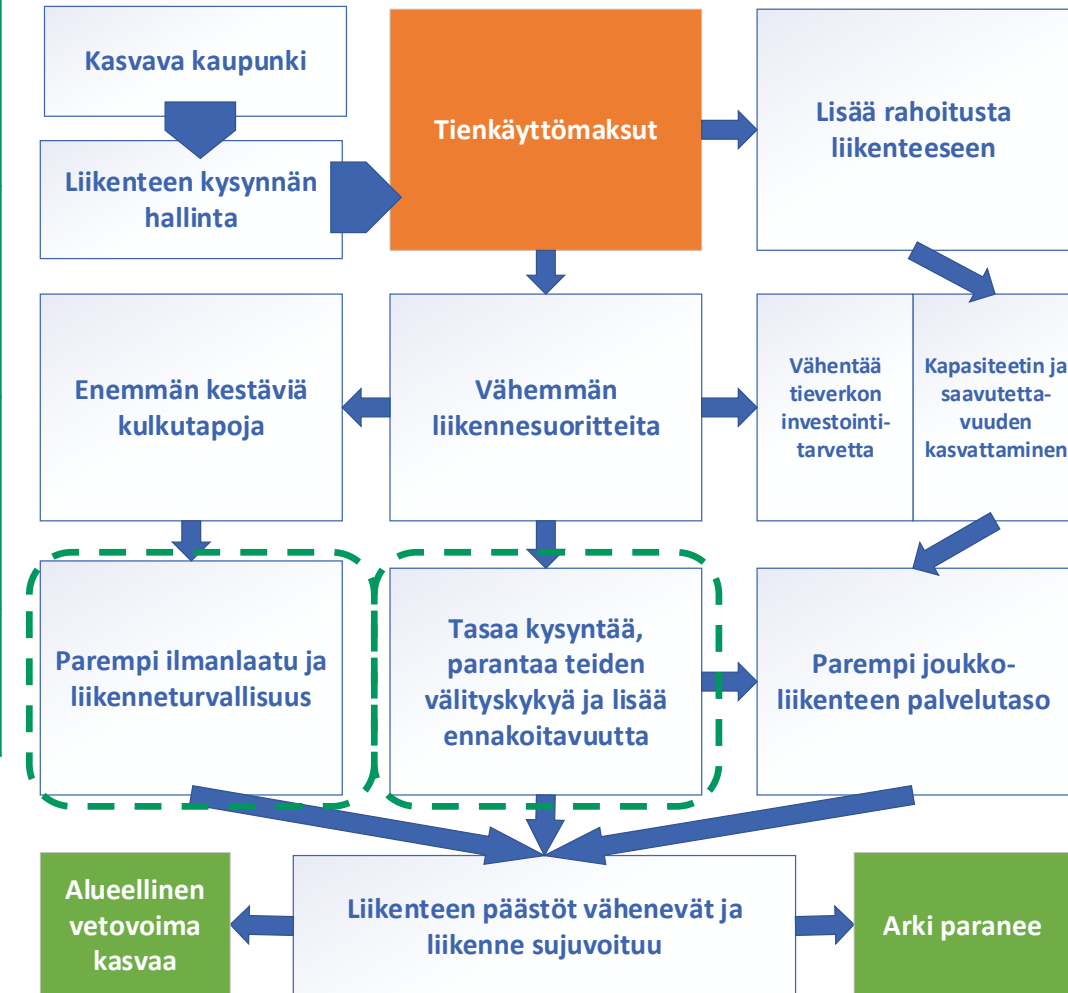 Kasvava kaupunki
Liikenteen kysynnän
hallinta
Tienkäyttömaksut
Lisää rahoitusta
liikenteeseen
Enemmän kestäviä
kulkutapoja
Vähemmän
liikennesuoritteita
Vähentää
tieverkon
investointi-
tarvetta
Kapasiteetin ja
saavutetta-
vuuden
kasvattaminen
Parempi ilmanlaatu ja
liikenneturvallisuus
Tasaa kysyntää,
parantaa teiden
välityskykyä ja lisää
ennakoitavuutta
Parempi joukko-
liikenteen palvelutaso
Alueellinen
vetovoima
kasvaa
Liikenteen päästöt vähenevät ja
liikenne sujuvoituu
Arki paranee